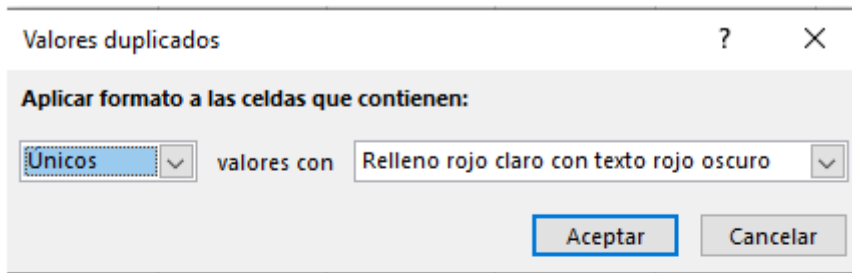 Valores duplicados ?
Aplicar formato a las celdas que contienen:
Únicos valores con Relleno rojo claro con texto rojo oscuro
Aceptar Cancelar